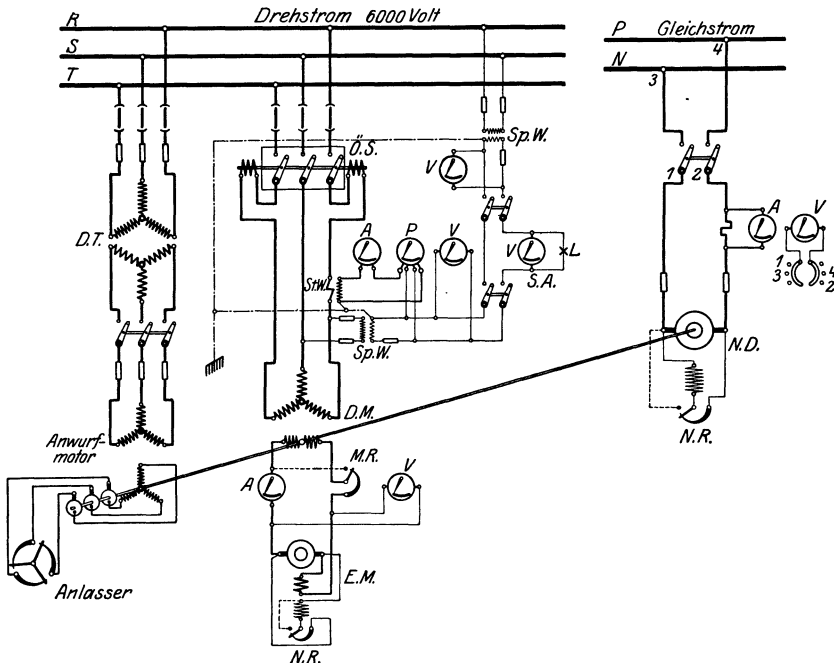 R Drehstrom 6000 Volt
S
T
P Gleichstrom
4
N
3
Sp.W.
Ö.S.
V
1 2
A V
D.T.
A P V
V L
S.A.
1 4
3 2
St.W.
Sp.W.
N.D.
D.M.
N.R.
Anwurf-
motor
M.R.
A V
E.M.
Anlasser
N.R.